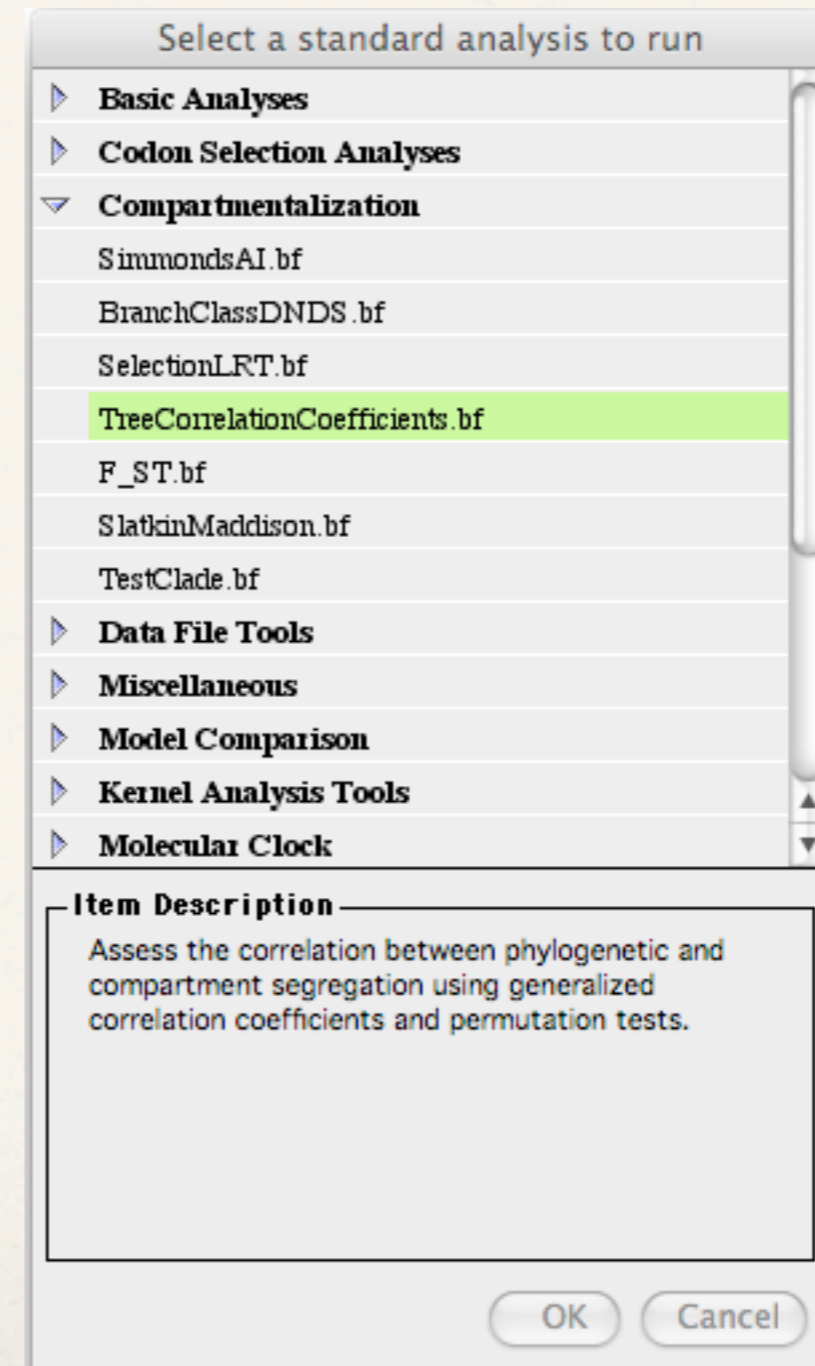 Select a standard analysis to run
Basic Analyses
Codon Selection Analyses
Compartmentalization
SimmondsAI.bf
BranchClassDNDS.bf
SelectionLRT.bf
TreeCorrelationCoefficients.bf
F_ST.bf
SlatkinMaddison.bf
TestClade.bf
Data File Tools
Miscellaneous
Model Comparison
Kernel Analysis Tools
Molecular Clock
Item Description
Assess the correlation between phylogenetic and
compartment segregation using generalized
correlation coefficients and permutation tests.
OK Cancel